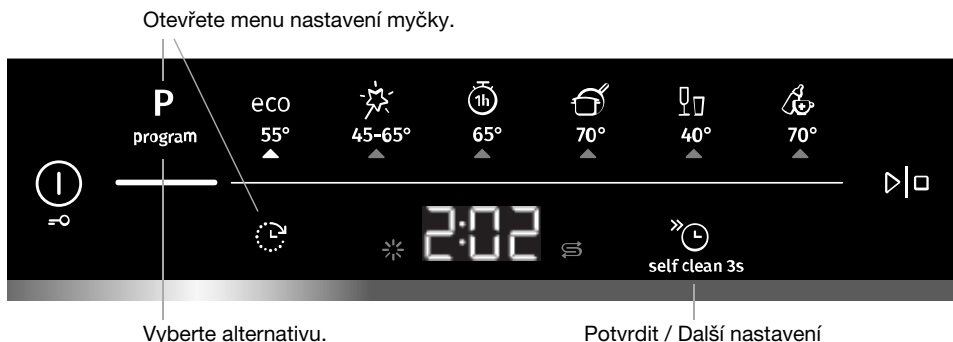 Otevřete menu nastavení myčky.
P eco 1h
program 55° 45-65° 65° 70° 40° 70°
2:02
self clean 3s
Vyberte alternativu. Potvrdit / Další nastavení